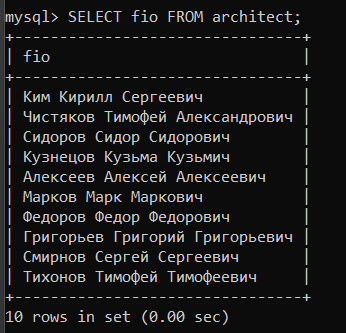 mysql> SELECT fio FROM architect;
+--------------------------------+
| fio                            |
+--------------------------------+
| Ким Кирилл Сергеевич           |
| Чистяков Тимофей Александрович |
| Сидоров Сидор Сидорович        |
| Кузнецов Кузьма Кузьмич        |
| Алексеев Алексей Алексеевич    |
| Марков Марк Маркович           |
| Федоров Федор Федорович        |
| Григорьев Григорий Григорьевич |
| Смирнов Сергей Сергеевич       |
| Тихонов Тимофей Тимофеевич     |
+--------------------------------+
10 rows in set (0.00 sec)